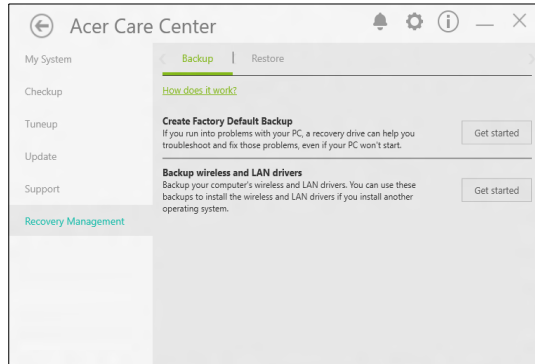 Acer Care Center
My System
Checkup
Tuneup
Update
Support
Recovery Management
Backup
Restore
How does it work?
Create Factory Default Backup
If you run into problems with your PC, a recovery drive can help you
troubleshoot and fix those problems, even if your PC won't start.
Get started
Backup wireless and LAN drivers
Backup your computer's wireless and LAN drivers. You can use these
backups to install the wireless and LAN drivers if you install another
operating system.
Get started